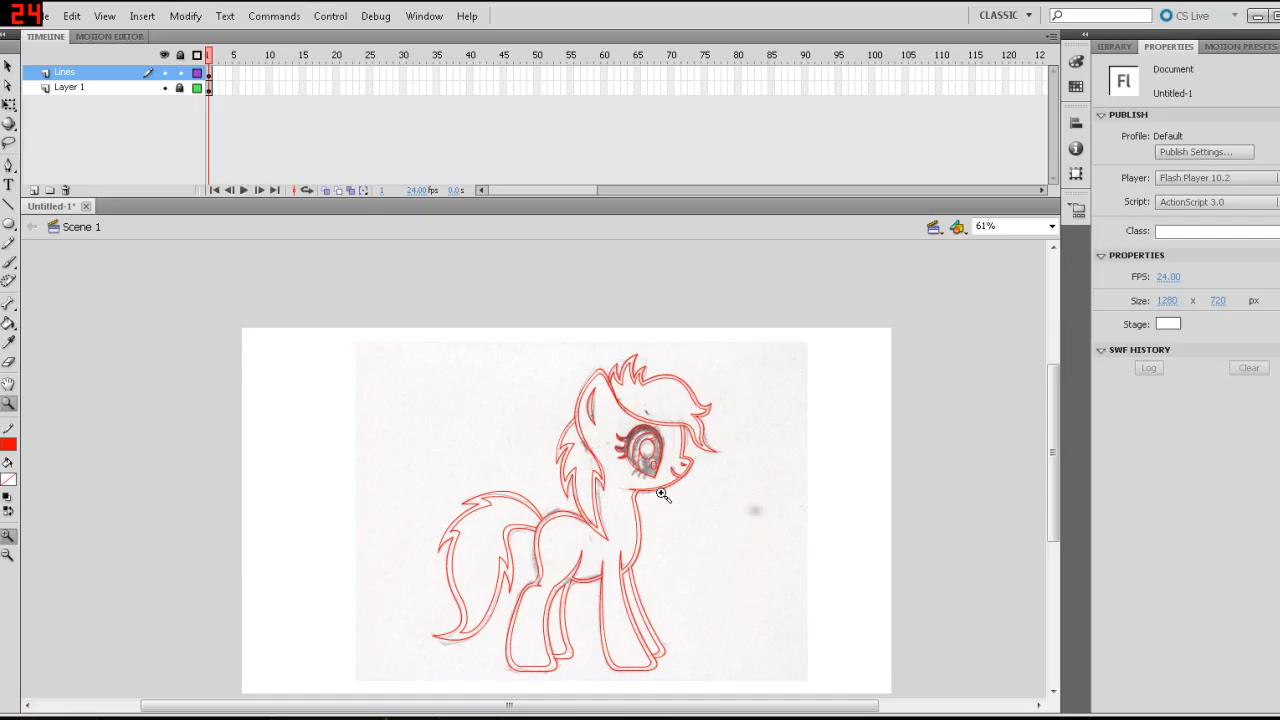 24
Edit View Insert Modify Text Commands Control Debug Window Help CLASSIC CS Live
TIMELINE MOTION EDITOR
5 10 15 20 25 30 35 40 45 50 55 60 65 70 75 80 85 90 95 100 105 110 115 120 12
Lines
Layer 1
1 24.00fps 0.0s
Untitled-1*
Scene 1 61%
LIBRARY PROPERTIES MOTION PRESETS
Fl Document
Untitled-1
PUBLISH
Profile: Default
Publish Settings...
Player: Flash Player 10.2
Script: ActionScript 3.0
Class:
PROPERTIES
FPS: 24.00
Size: 1280 x 720 px
Stage:
SWF HISTORY
Log Clear